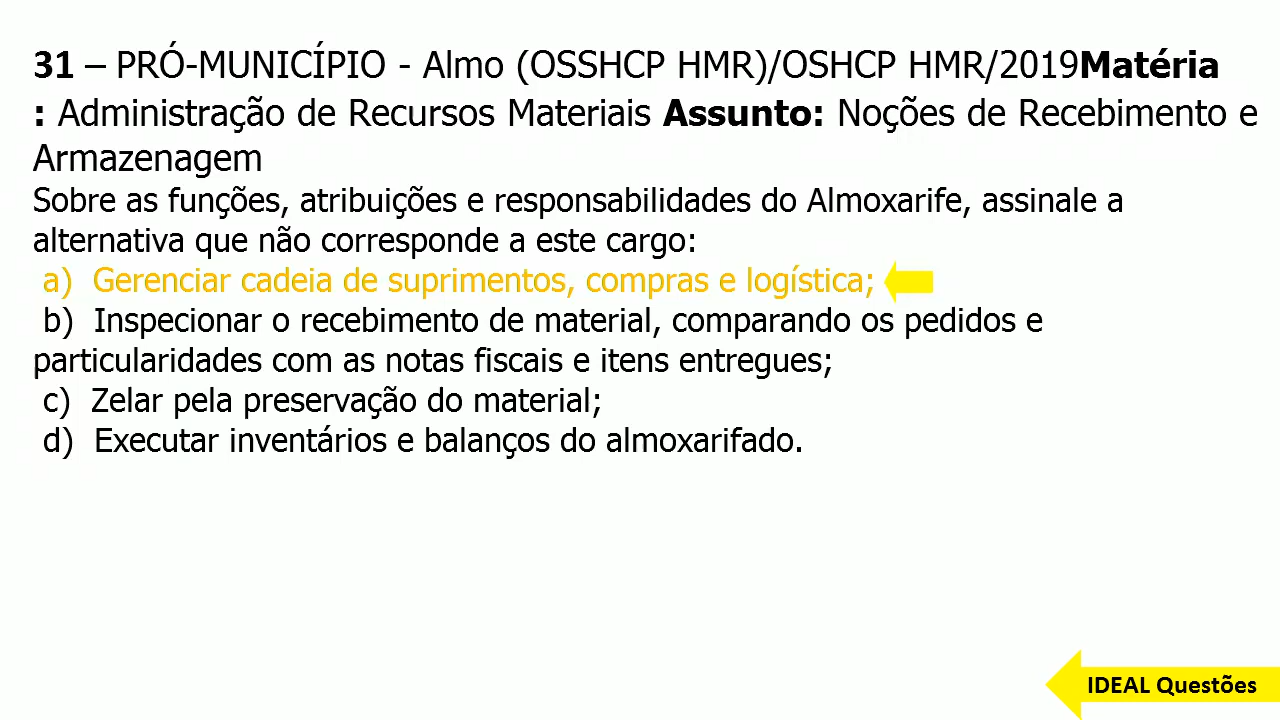 31 – PRÓ-MUNICÍPIO - Almo (OSSHCP HMR)/OSHCP HMR/2019Matéria
: Administração de Recursos Materiais Assunto: Noções de Recebimento e
Armazenagem
Sobre as funções, atribuições e responsabilidades do Almoxarife, assinale a
alternativa que não corresponde a este cargo:
a) Gerenciar cadeia de suprimentos, compras e logística;
b) Inspecionar o recebimento de material, comparando os pedidos e
particularidades com as notas fiscais e itens entregues;
c) Zelar pela preservação do material;
d) Executar inventários e balanços do almoxarifado.
IDEAL Questões